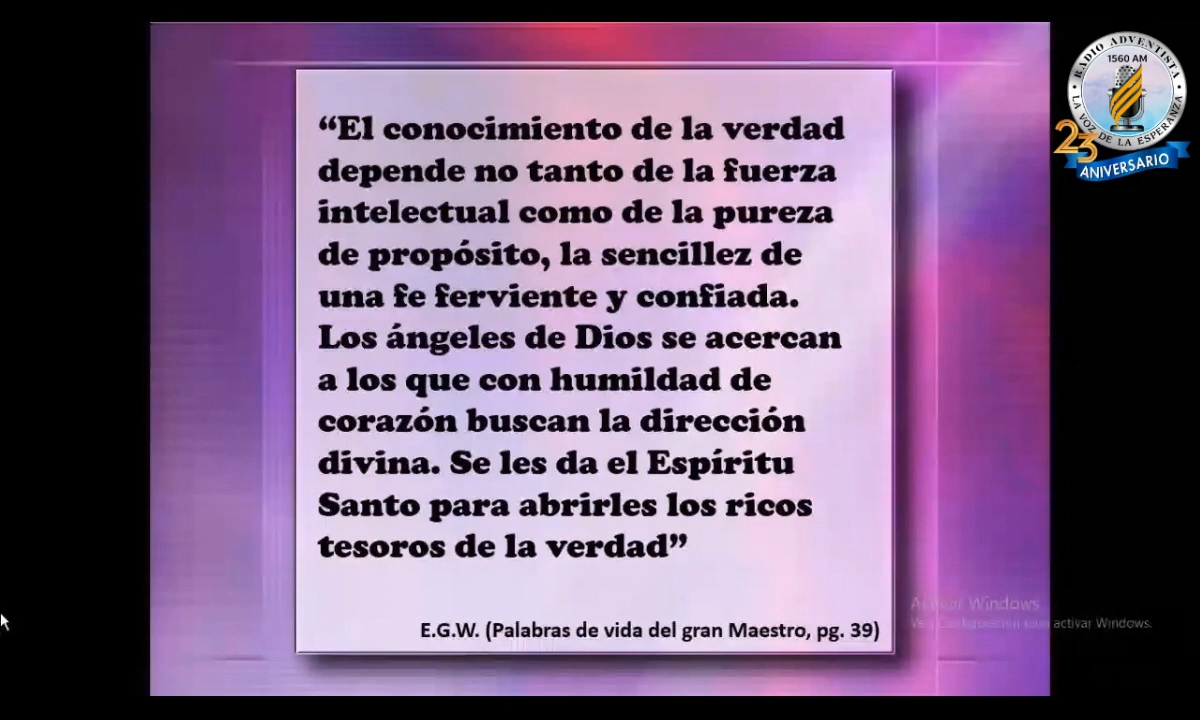 “El conocimiento de la verdad
depende no tanto de la fuerza
intelectual como de la pureza
de propósito, la sencillez de
una fe ferviente y confiada.
Los ángeles de Dios se acercan
a los que con humildad de
corazón buscan la dirección
divina. Se les da el Espíritu
Santo para abrirles los ricos
tesoros de la verdad”
E.G.W. (Palabras de vida del gran Maestro, pg. 39)
RADIO ADVENTISTA
1560 AM
LA VOZ DE LA ESPERANZA
23
ANIVERSARIO
Activar Windows
activar Windows.